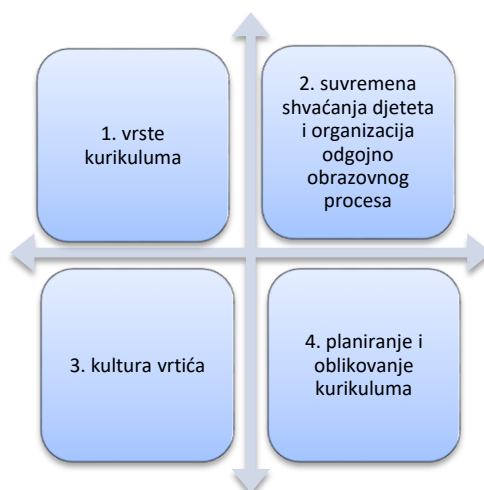 1. vrste
kurikuluma
2. suvremena
shvaćanja djeteta
i organizacija
odgojno
obrazovnog
procesa
3. kultura vrtića
4. planiranje i
oblikovanje
kurikuluma